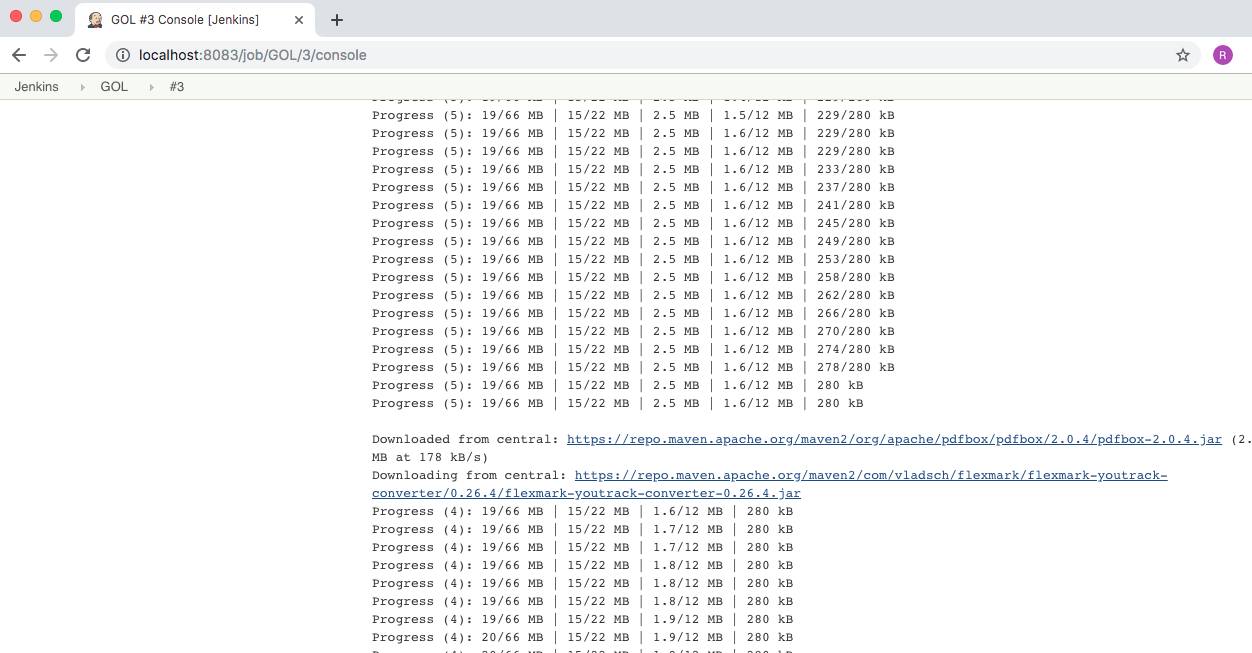 GOL #3 Console [Jenkins]
localhost:8083/job/GOL/3/console
R
Jenkins GOL #3
Progress (5): 19/66 MB | 15/22 MB | 2.5 MB | 1.5/12 MB | 229/280 kB
Progress (5): 19/66 MB | 15/22 MB | 2.5 MB | 1.6/12 MB | 229/280 kB
Progress (5): 19/66 MB | 15/22 MB | 2.5 MB | 1.6/12 MB | 229/280 kB
Progress (5): 19/66 MB | 15/22 MB | 2.5 MB | 1.6/12 MB | 233/280 kB
Progress (5): 19/66 MB | 15/22 MB | 2.5 MB | 1.6/12 MB | 237/280 kB
Progress (5): 19/66 MB | 15/22 MB | 2.5 MB | 1.6/12 MB | 241/280 kB
Progress (5): 19/66 MB | 15/22 MB | 2.5 MB | 1.6/12 MB | 245/280 kB
Progress (5): 19/66 MB | 15/22 MB | 2.5 MB | 1.6/12 MB | 249/280 kB
Progress (5): 19/66 MB | 15/22 MB | 2.5 MB | 1.6/12 MB | 253/280 kB
Progress (5): 19/66 MB | 15/22 MB | 2.5 MB | 1.6/12 MB | 258/280 kB
Progress (5): 19/66 MB | 15/22 MB | 2.5 MB | 1.6/12 MB | 262/280 kB
Progress (5): 19/66 MB | 15/22 MB | 2.5 MB | 1.6/12 MB | 266/280 kB
Progress (5): 19/66 MB | 15/22 MB | 2.5 MB | 1.6/12 MB | 270/280 kB
Progress (5): 19/66 MB | 15/22 MB | 2.5 MB | 1.6/12 MB | 274/280 kB
Progress (5): 19/66 MB | 15/22 MB | 2.5 MB | 1.6/12 MB | 278/280 kB
Progress (5): 19/66 MB | 15/22 MB | 2.5 MB | 1.6/12 MB | 280 kB
Progress (5): 19/66 MB | 15/22 MB | 2.5 MB | 1.6/12 MB | 280 kB
Downloaded from central: https://repo.maven.apache.org/maven2/org/apache/pdfbox/pdfbox/2.0.4/pdfbox-2.0.4.jar (2.
MB at 178 kB/s)
Downloading from central: https://repo.maven.apache.org/maven2/com/vladsch/flexmark/flexmark-youtrack-
converter/0.26.4/flexmark-youtrack-converter-0.26.4.jar
Progress (4): 19/66 MB | 15/22 MB | 1.6/12 MB | 280 kB
Progress (4): 19/66 MB | 15/22 MB | 1.7/12 MB | 280 kB
Progress (4): 19/66 MB | 15/22 MB | 1.7/12 MB | 280 kB
Progress (4): 19/66 MB | 15/22 MB | 1.8/12 MB | 280 kB
Progress (4): 19/66 MB | 15/22 MB | 1.8/12 MB | 280 kB
Progress (4): 19/66 MB | 15/22 MB | 1.8/12 MB | 280 kB
Progress (4): 19/66 MB | 15/22 MB | 1.9/12 MB | 280 kB
Progress (4): 20/66 MB | 15/22 MB | 1.9/12 MB | 280 kB